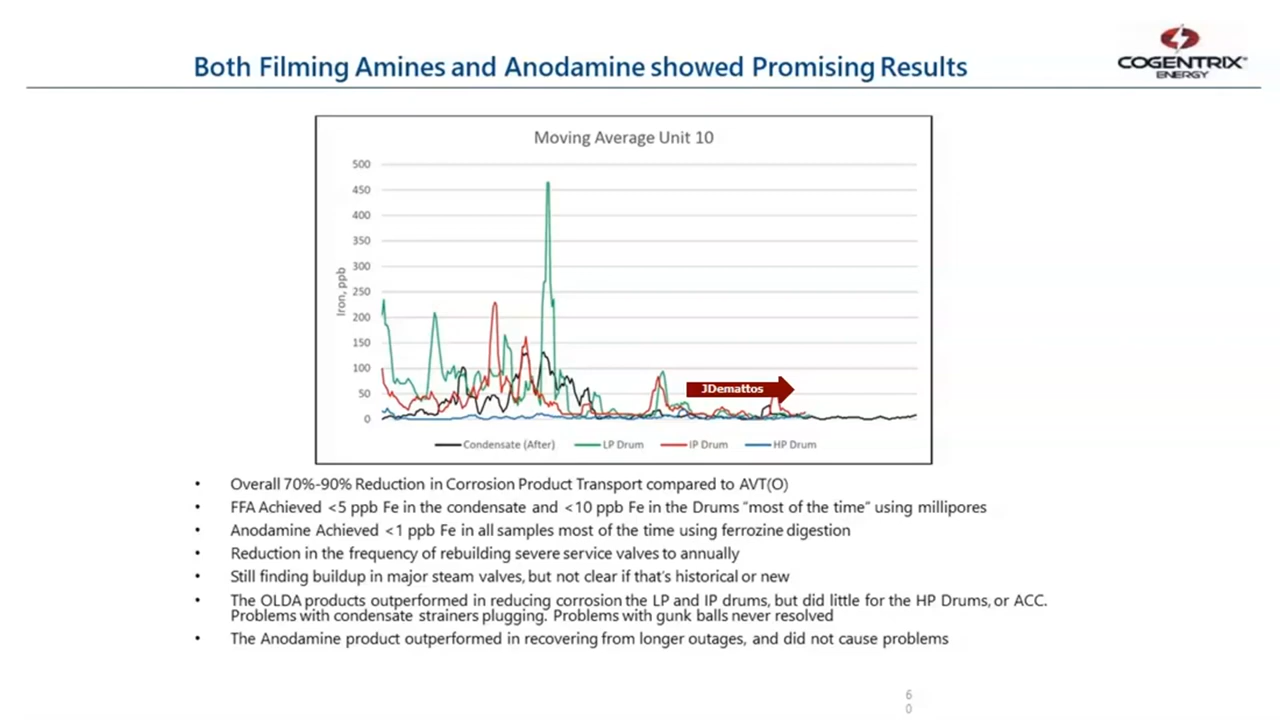 Both Filming Amines and Anodamine showed Promising Results
COGENTRIX
ENERGY
Moving Average Unit 10
500
450
400
350
300
250
200
150
100
50
0
Iron, ppb
JDemattos
Condensate (After) LP Drum IP Drum HP Drum
• Overall 70%-90% Reduction in Corrosion Product Transport compared to AVT(O)
• FFA Achieved <5 ppb Fe in the condensate and <10 ppb Fe in the Drums “most of the time” using millipores
• Anodamine Achieved <1 ppb Fe in all samples most of the time using ferrozine digestion
• Reduction in the frequency of rebuilding severe service valves to annually
• Still finding buildup in major steam valves, but not clear if that’s historical or new
• The OLDA products outperformed in reducing corrosion the LP and IP drums, but did little for the HP Drums, or ACC.
Problems with condensate strainers plugging. Problems with gunk balls never resolved
• The Anodamine product outperformed in recovering from longer outages, and did not cause problems
6
0